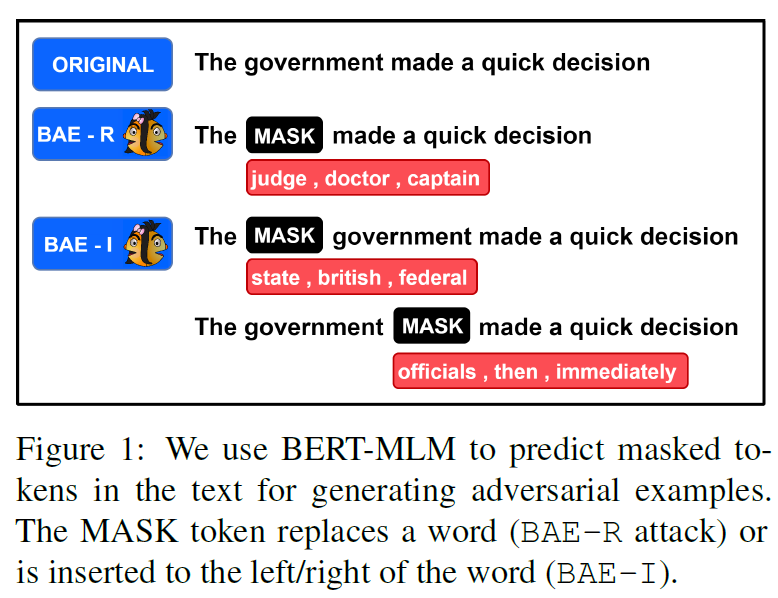 ORIGINAL The government made a quick decision
BAE - R The MASK made a quick decision
judge , doctor , captain
BAE - I The MASK government made a quick decision
state , british , federal
The government MASK made a quick decision
officials , then , immediately
Figure 1: We use BERT-MLM to predict masked to-
kens in the text for generating adversarial examples.
The MASK token replaces a word (BAE-R attack) or
is inserted to the left/right of the word (BAE-I).